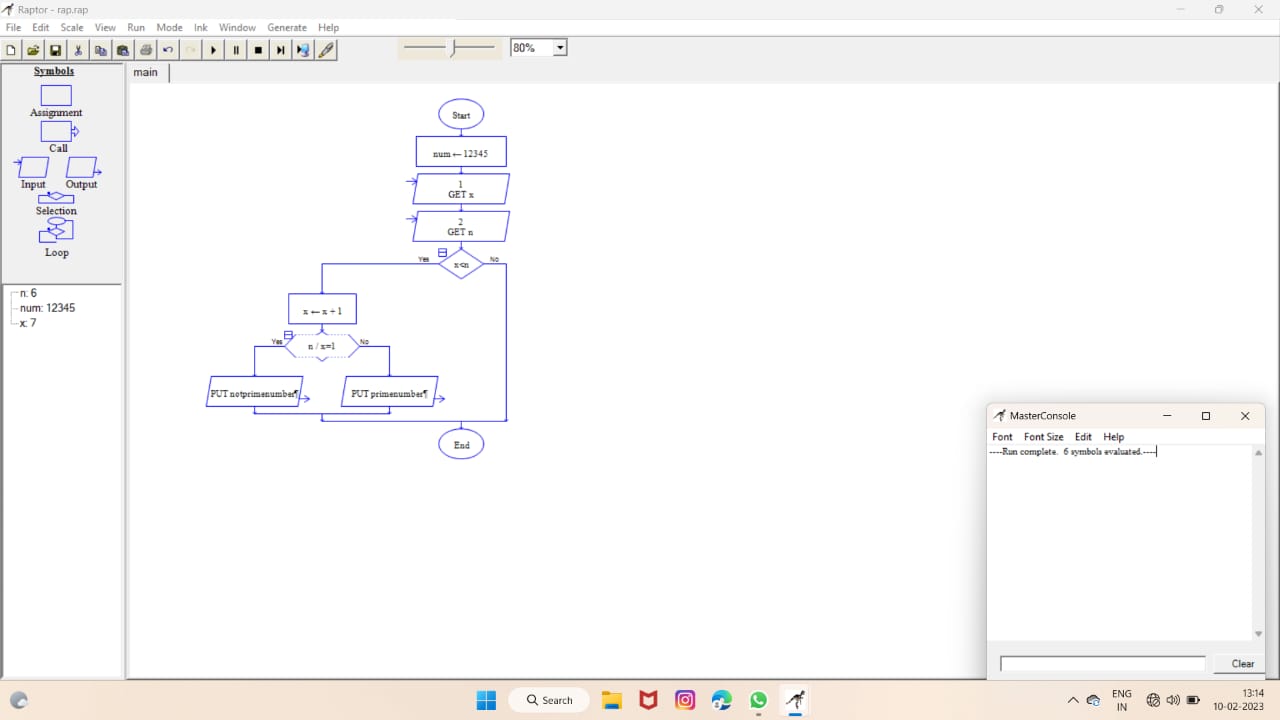 Raptor - rap.rap
File Edit Scale View Run Mode Ink Window Generate Help
80%
Symbols
Assignment
Call
Input Output
Selection
Loop
main
Start
num ← 12345
1
GET x
2
GET n
Yes x<n No
x ← x + 1
Yes n / x=1 No
PUT notprimenumber¶ PUT primenumber¶
End
n: 6
num: 12345
x: 7
MasterConsole
Font Font Size Edit Help
----Run complete. 6 symbols evaluated.----
Clear
Search
ENG
IN
13:14
10-02-2023